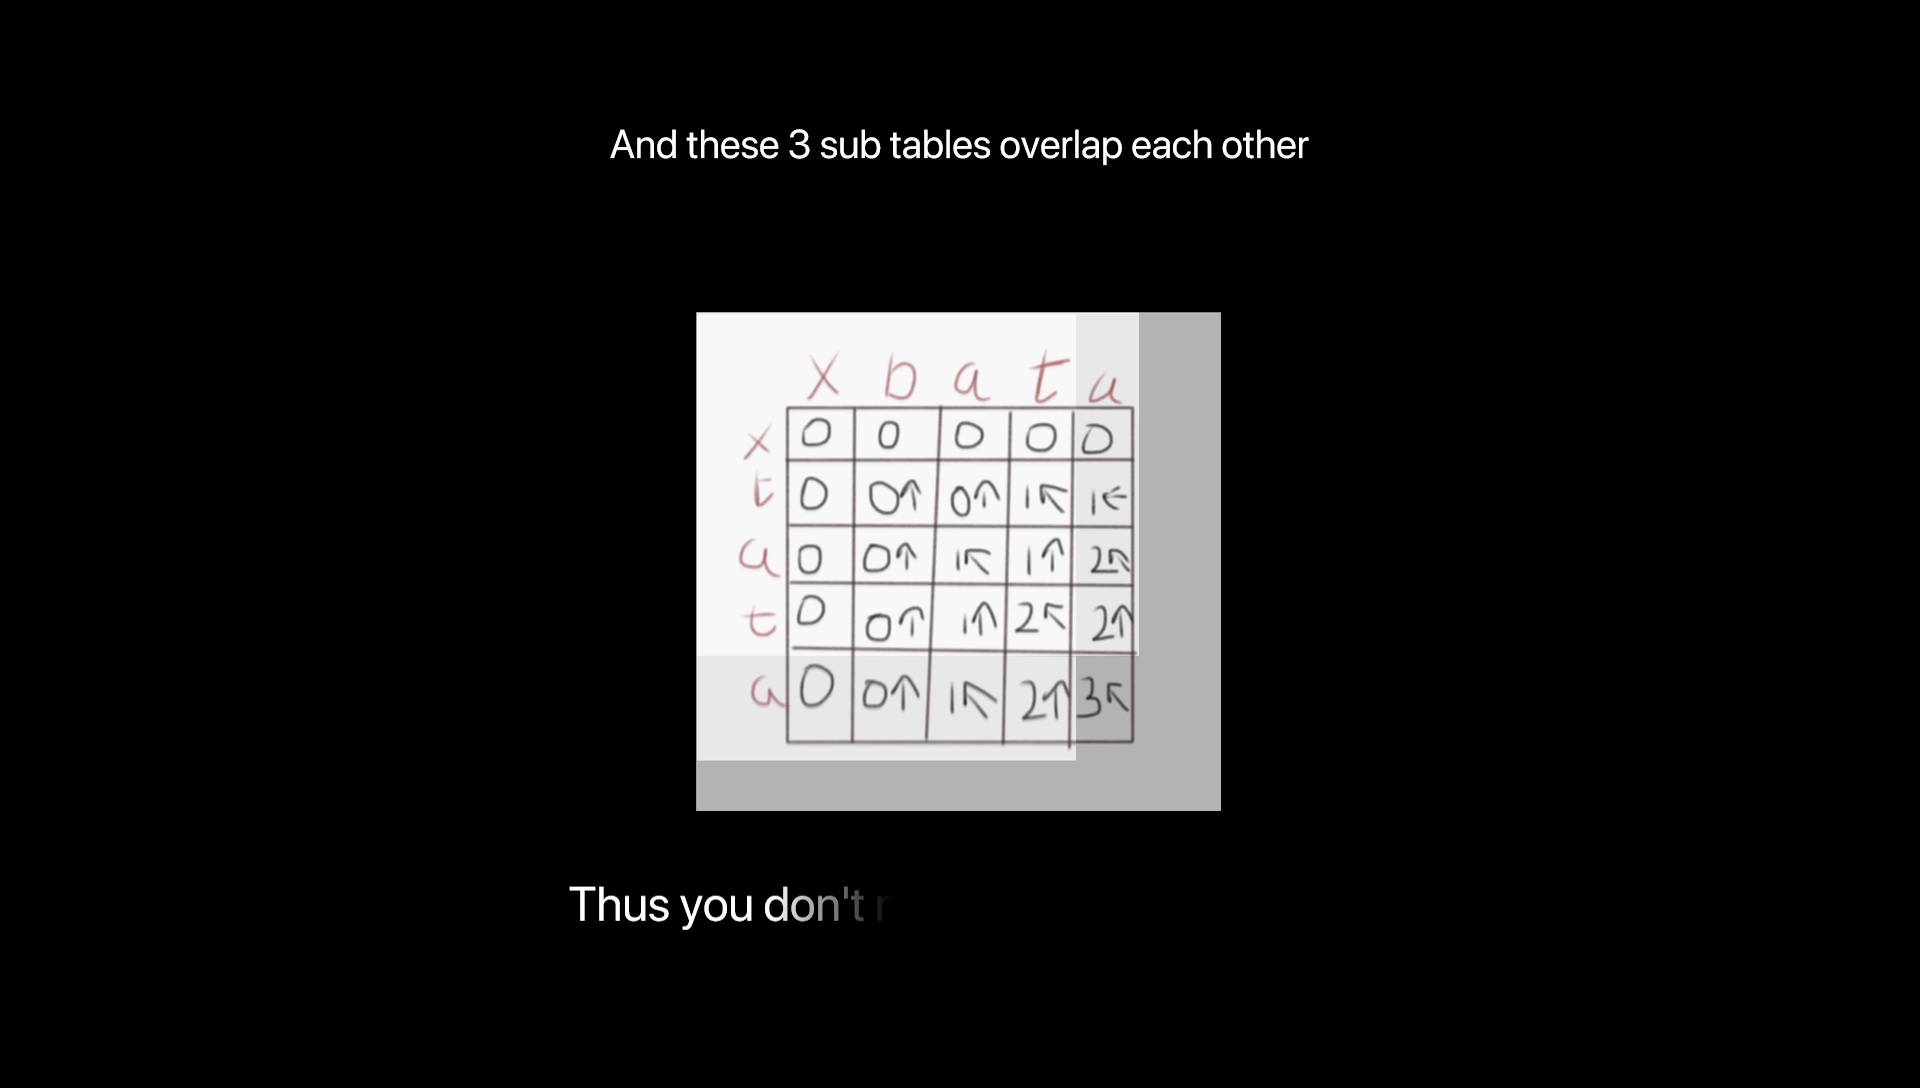 And these 3 sub tables overlap each other
x b a t a
x 0 0 0 0 0
t 0 0↑ 0↑ 1↖ 1←
a 0 0↑ 1↖ 1↑ 2↖
t 0 0↑ 1↑ 2↖ 2↑
a 0 0↑ 1↖ 2↑ 3↖
Thus you don't